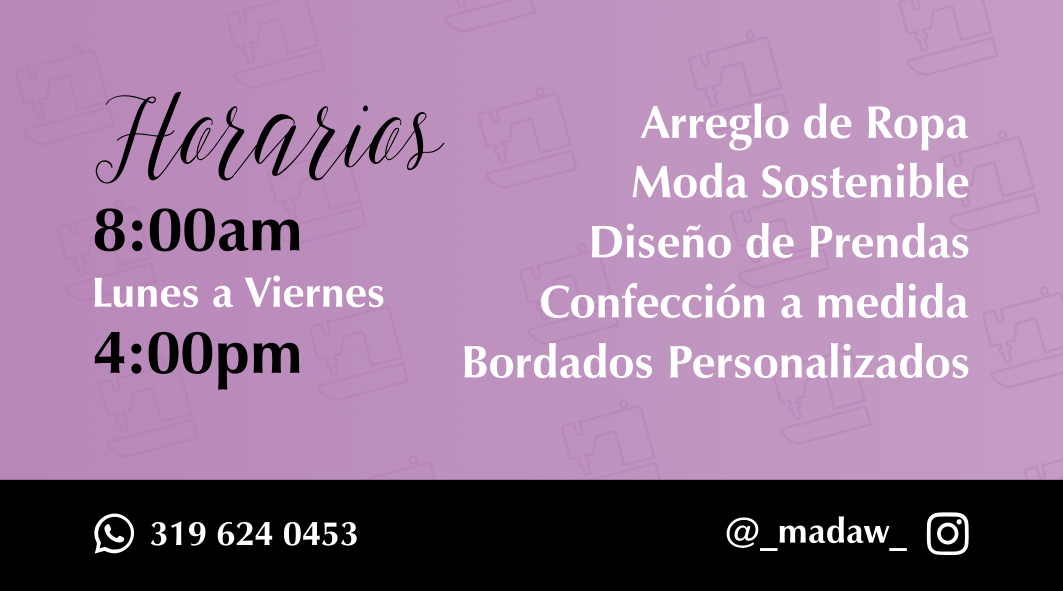 Horarios
8:00am
Lunes a Viernes
4:00pm
Arreglo de Ropa
Moda Sostenible
Diseño de Prendas
Confección a medida
Bordados Personalizados
319 624 0453
@_madaw_